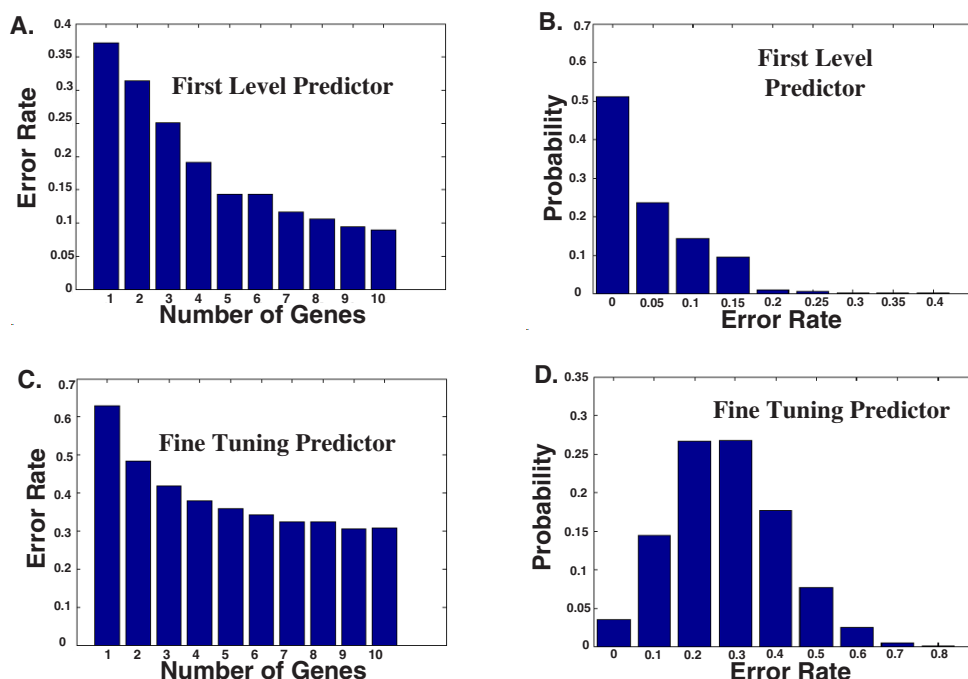 A.
0.4
0.35
0.3
0.25
0.2
0.15
0.1
0.05
0
Error Rate
First Level Predictor
1 2 3 4 5 6 7 8 9 10
Number of Genes
B.
0.7
0.5
0.4
0.3
0.2
0.1
0
Probability
First Level
Predictor
0 0.05 0.1 0.15 0.2 0.25 0.3 0.35 0.4
Error Rate
C.
0.7
0.6
0.5
0.4
0.3
0.2
0.1
0
Error Rate
Fine Tuning Predictor
1 2 3 4 5 6 7 8 9 10
Number of Genes
D.
0.35
0.3
0.25
0.2
0.15
0.1
0.05
0
Probability
Fine Tuning Predictor
0 0.1 0.2 0.3 0.4 0.5 0.6 0.7 0.8
Error Rate